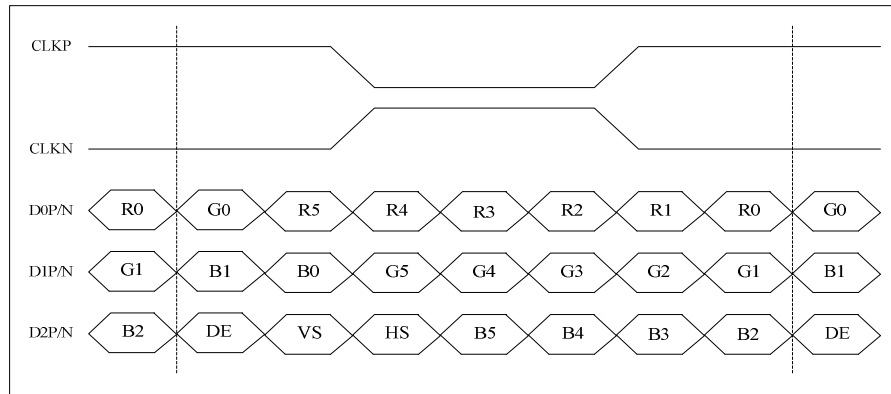 CLKP
CLKN
D0P/N R0 G0 R5 R4 R3 R2 R1 R0 G0
D1P/N G1 B1 B0 G5 G4 G3 G2 G1 B1
D2P/N B2 DE VS HS B5 B4 B3 B2 DE